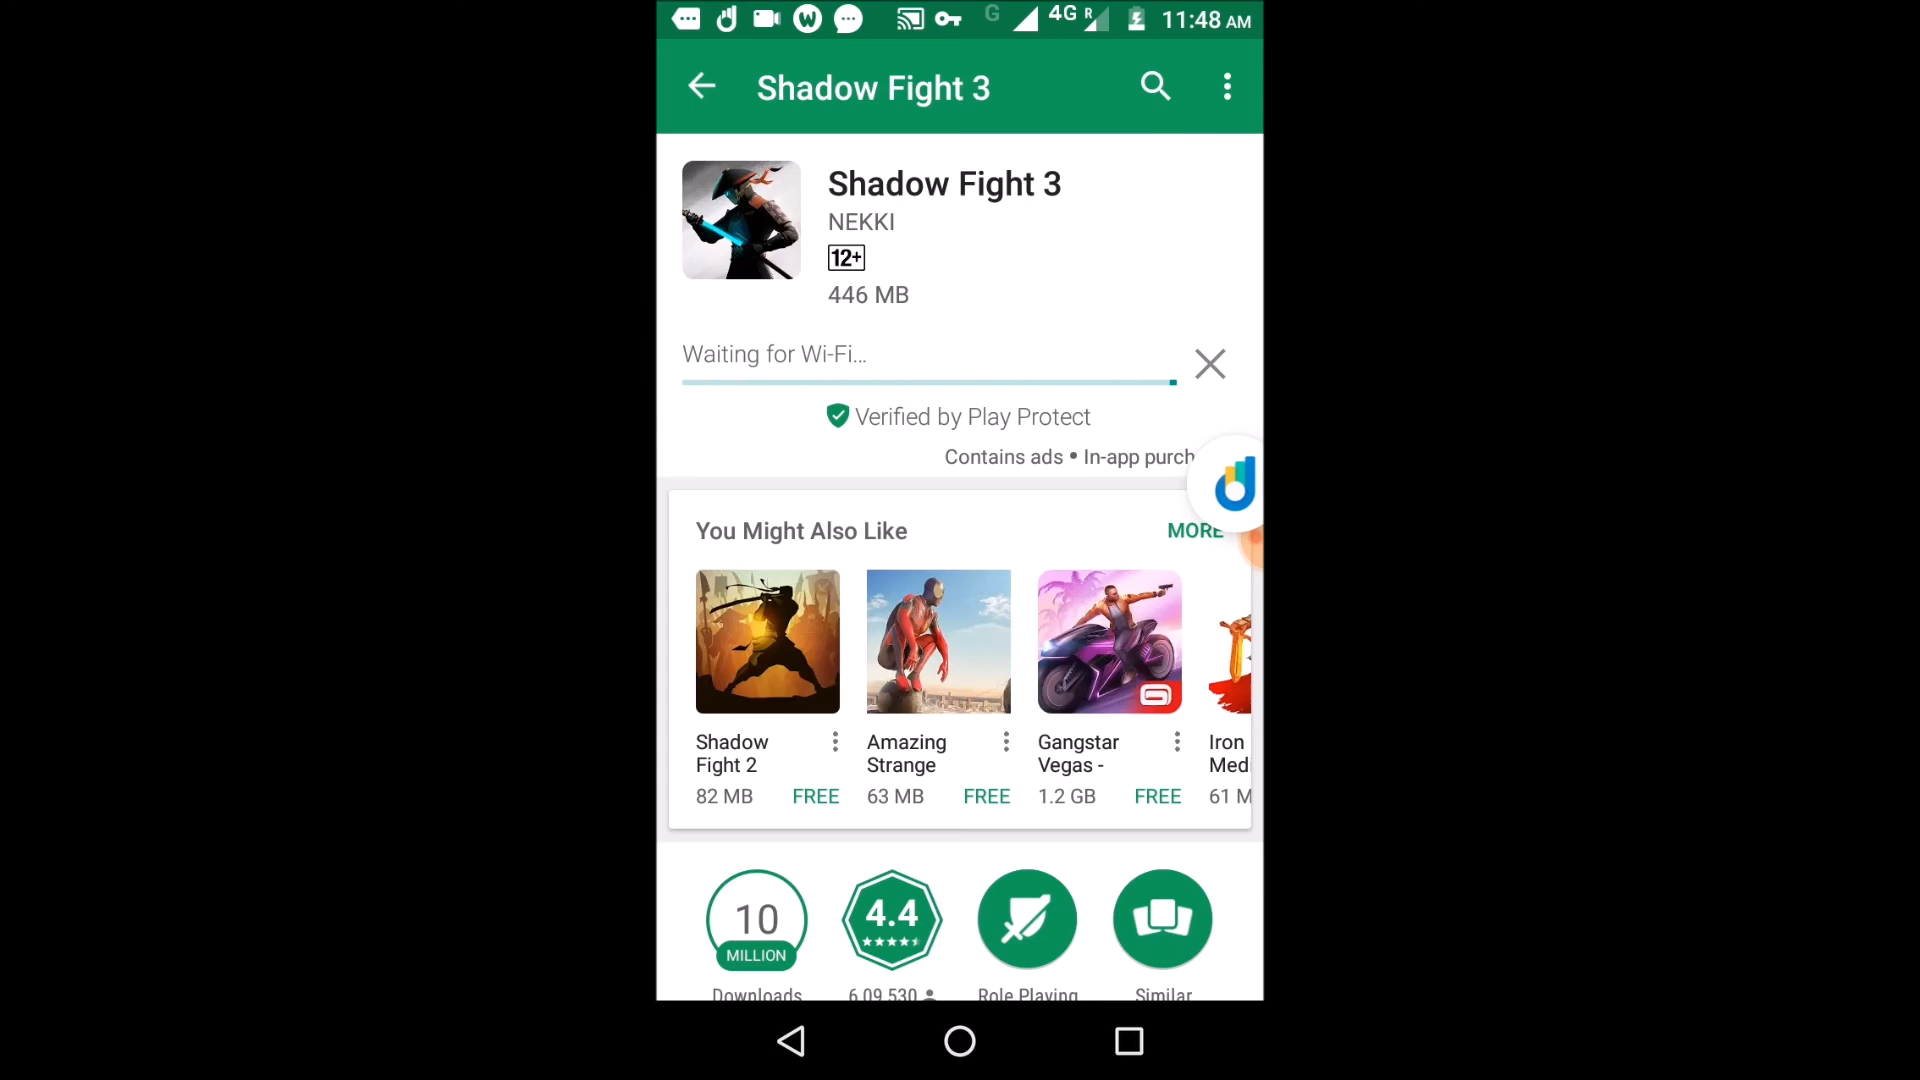 G 4G R 11:48 AM
Shadow Fight 3
Shadow Fight 3
NEKKI
12+
446 MB
Waiting for Wi-Fi...
Verified by Play Protect
Contains ads • In-app purch
You Might Also Like
MORE
Shadow Fight 2
82 MB FREE
Amazing Strange
63 MB FREE
Gangstar Vegas -
1.2 GB FREE
Iron Med
61 M
10 MILLION
Downloads
4.4
6,09,530
Role Playing
Similar